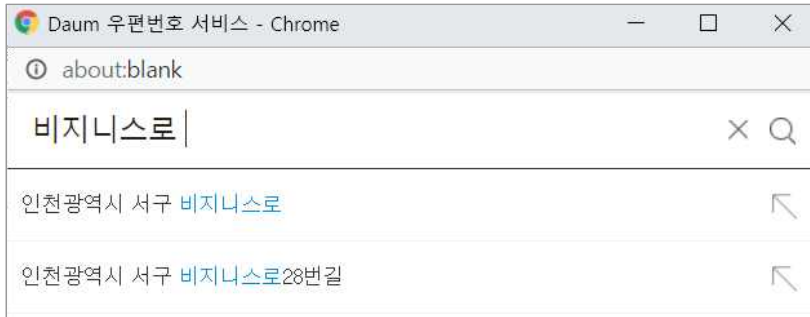 Daum 우편번호 서비스 - Chrome
about:blank
비지니스로
인천광역시 서구 비지니스로
인천광역시 서구 비지니스로28번길